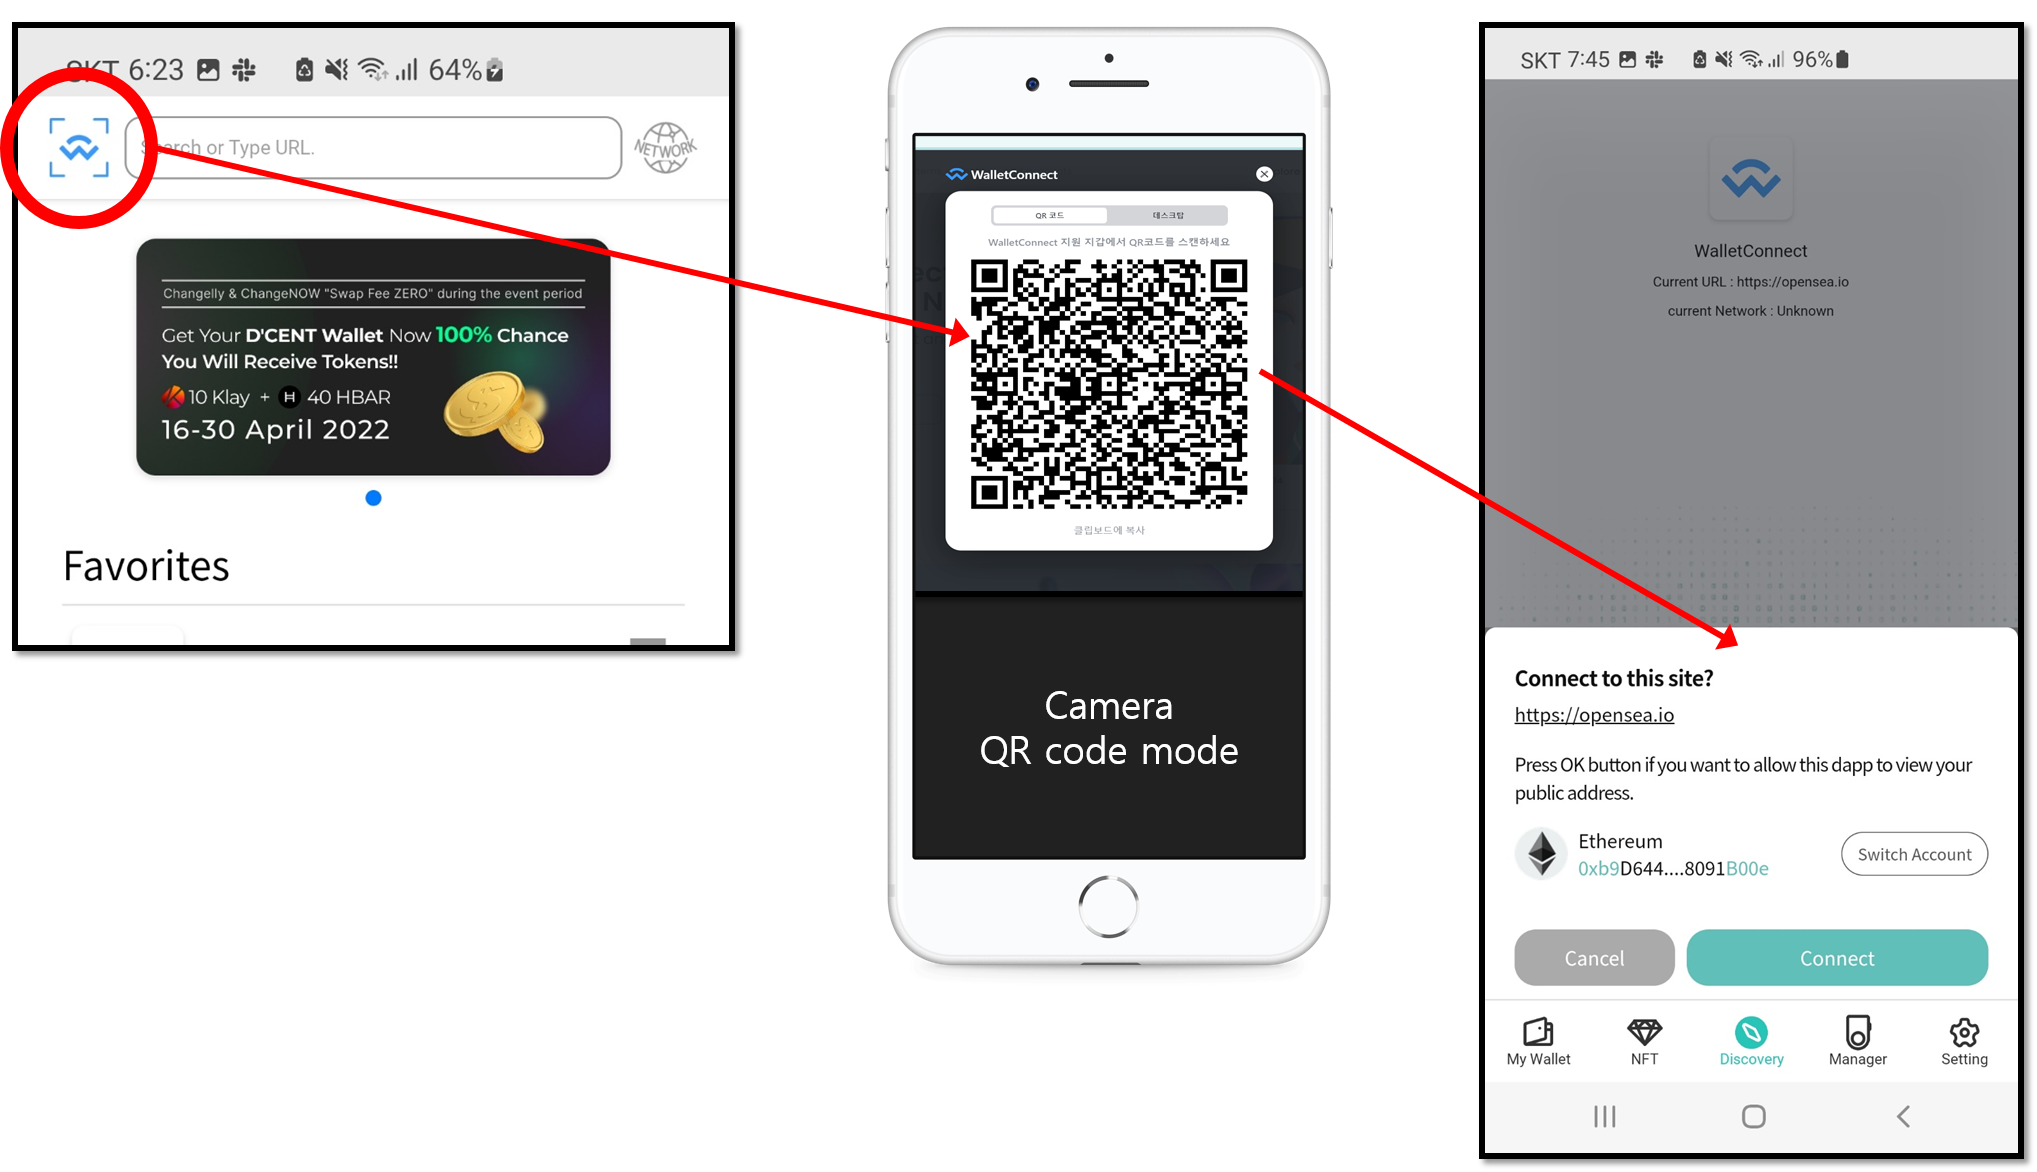 SKT 6:23 64%
Search or Type URL.
NETWORK
Changelly & ChangeNOW "Swap Fee ZERO" during the event period
Get Your D'CENT Wallet Now 100% Chance
You Will Receive Tokens!!
10 Klay + H 40 HBAR
16-30 April 2022
Favorites
WalletConnect
QR 코드 데스크탑
WalletConnect 지원 지갑에서 QR코드를 스캔하세요
클립보드에 복사
Camera
QR code mode
SKT 7:45 96%
WalletConnect
Current URL : https://opensea.io
current Network : Unknown
Connect to this site?
https://opensea.io
Press OK button if you want to allow this dapp to view your
public address.
Ethereum
0xb9D644....8091B00e
Switch Account
Cancel Connect
My Wallet NFT Discovery Manager Setting